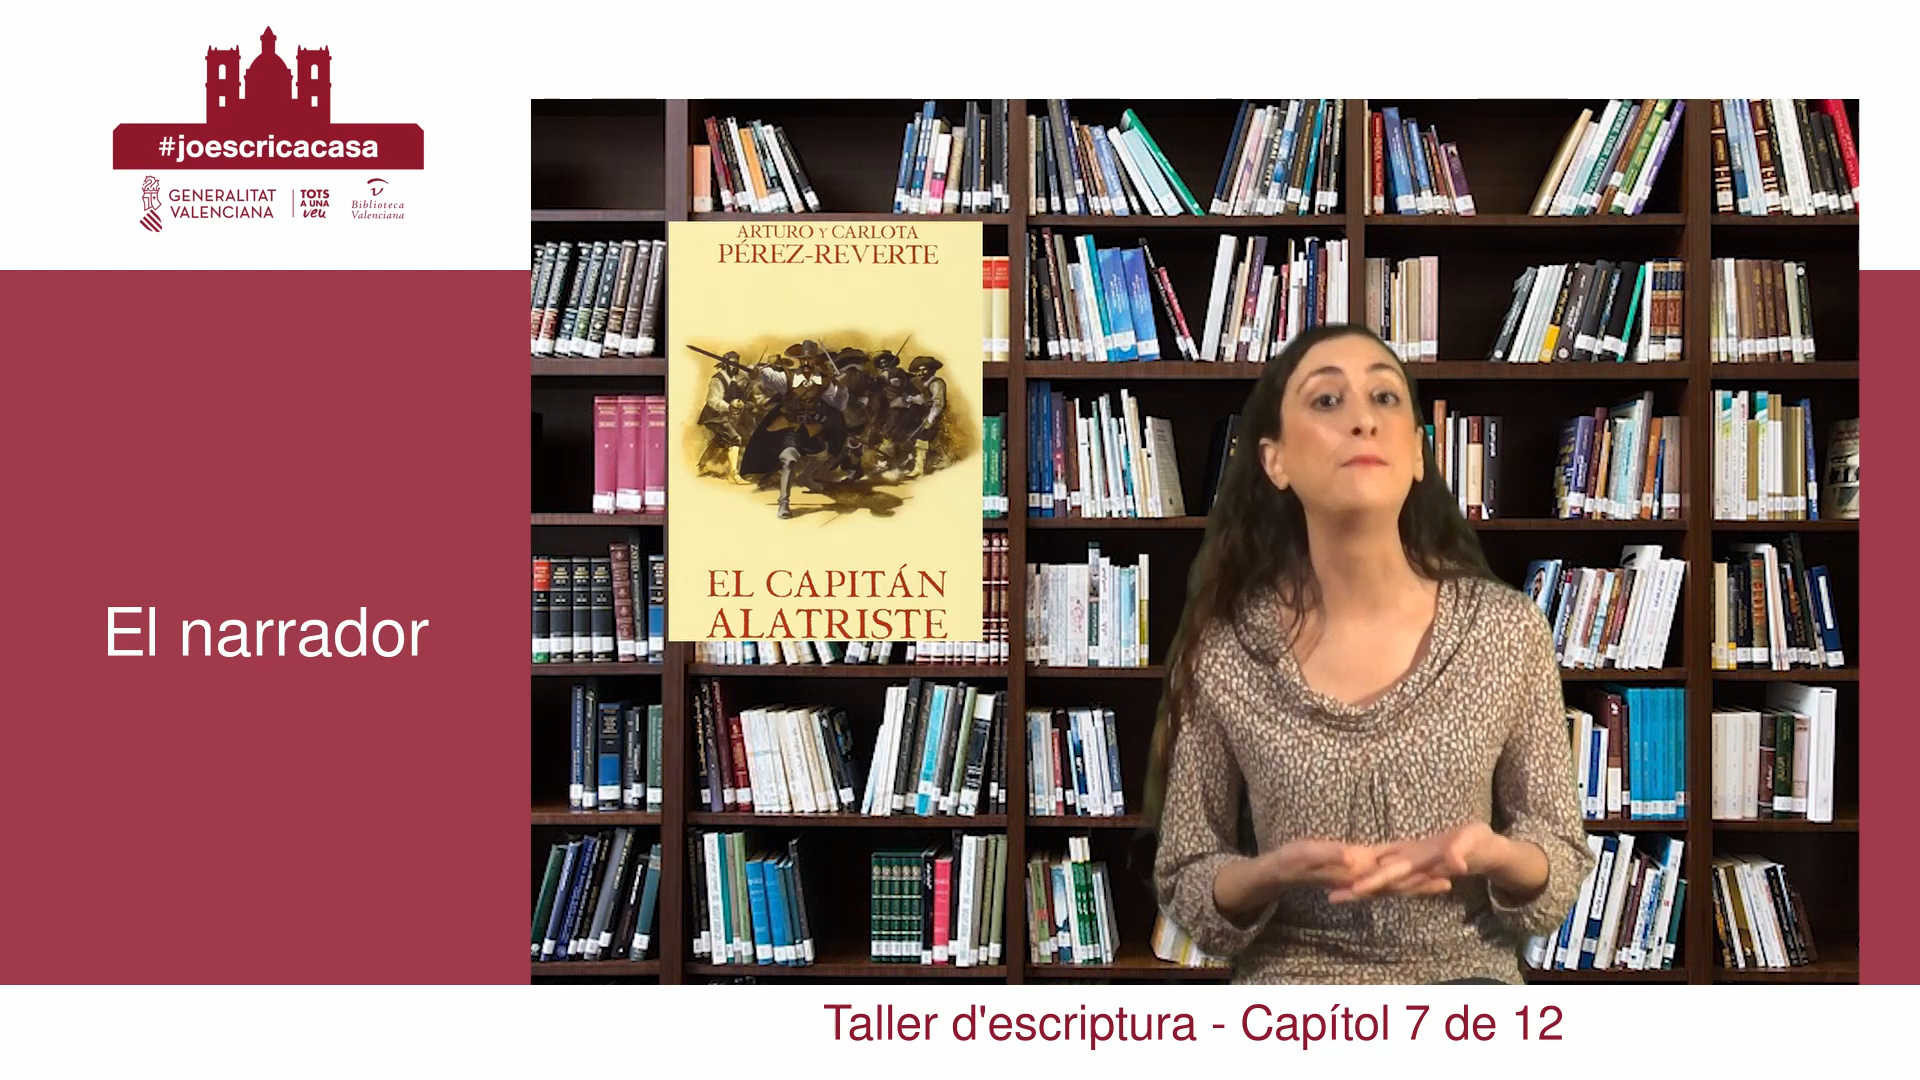 #joescricacasa
GENERALITAT
VALENCIANA
TOTS
A UNA
veu
Biblioteca
Valenciana
ARTURO Y CARLOTA
PÉREZ-REVERTE
EL CAPITÁN
ALATRISTE
El narrador
Taller d'escriptura - Capítol 7 de 12